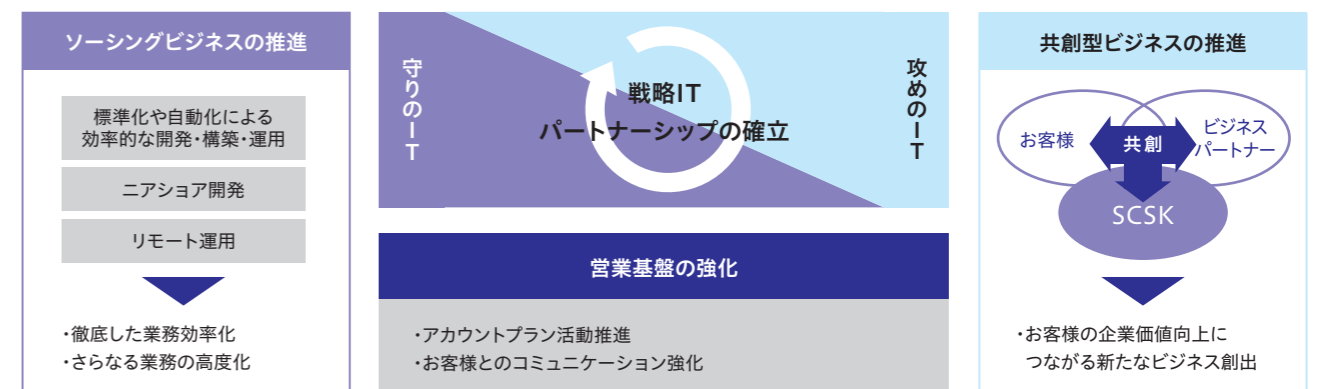 ソーシングビジネスの推進
標準化や自動化による
効率的な開発・構築・運用
ニアショア開発
リモート運用
・徹底した業務効率化
・さらなる業務の高度化
守りのIT
戦略IT
パートナーシップの確立
攻めのIT
営業基盤の強化
・アカウントプラン活動推進
・お客様とのコミュニケーション強化
共創型ビジネスの推進
お客様
共創
ビジネス
パートナー
SCSK
・お客様の企業価値向上に
つながる新たなビジネス創出